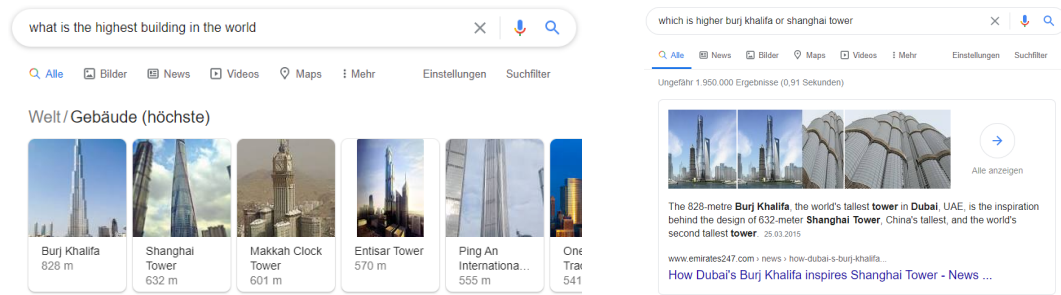 what is the highest building in the world
Alle Bilder News Videos Maps Mehr Einstellungen Suchfilter
Welt / Gebäude (höchste)
Burj Khalifa
828 m
Shanghai
Tower
632 m
Makkah Clock
Tower
601 m
Entisar Tower
570 m
Ping An
Internationa...
555 m
One
Trad
541
which is higher burj khalifa or shanghai tower
Alle News Bilder Maps Videos Mehr Einstellungen Suchfilter
Ungefähr 1.950.000 Ergebnisse (0,91 Sekunden)
Alle anzeigen
The 828-metre Burj Khalifa, the world's tallest tower in Dubai, UAE, is the inspiration
behind the design of 632-meter Shanghai Tower, China's tallest, and the world's
second tallest tower. 25.03.2015
www.emirates247.com › news › how-dubai-s-burj-khalifa...
How Dubai's Burj Khalifa inspires Shanghai Tower - News ...